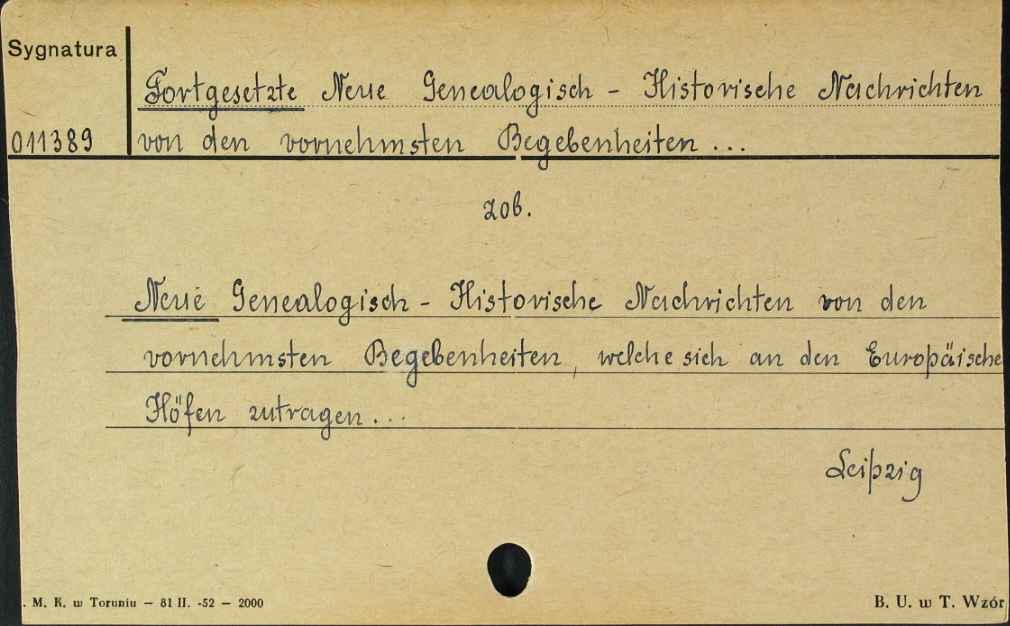 Sygnatura
Fortgesetzte Neue Genealogisch - Historische Nachrichten
011389 von den vornehmsten Begebenheiten ...
zob.
Neue Genealogisch - Historische Nachrichten von den
vornehmsten Begebenheiten, welche sich an den Europäische
Höfen zutragen ...
Leipzig
. M. K. w Toruniu — 81 II. -52 — 2000
B. U. w T. Wzór